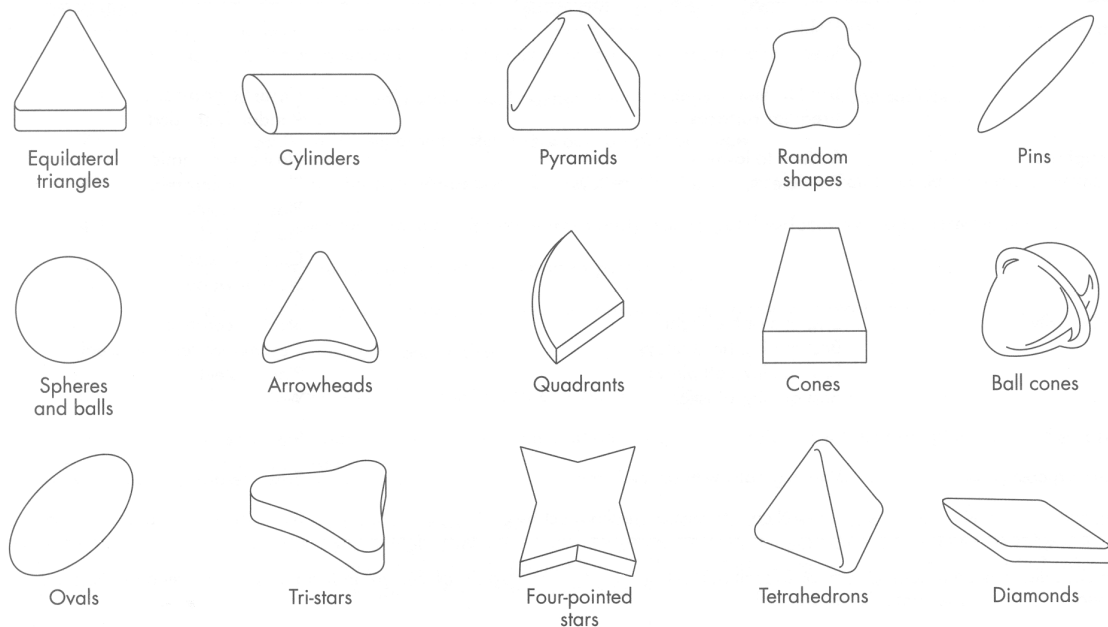 Equilateral
triangles
Cylinders
Pyramids
Random
shapes
Pins
Spheres
and balls
Arrowheads
Quadrants
Cones
Ball cones
Ovals
Tri-stars
Four-pointed
stars
Tetrahedrons
Diamonds